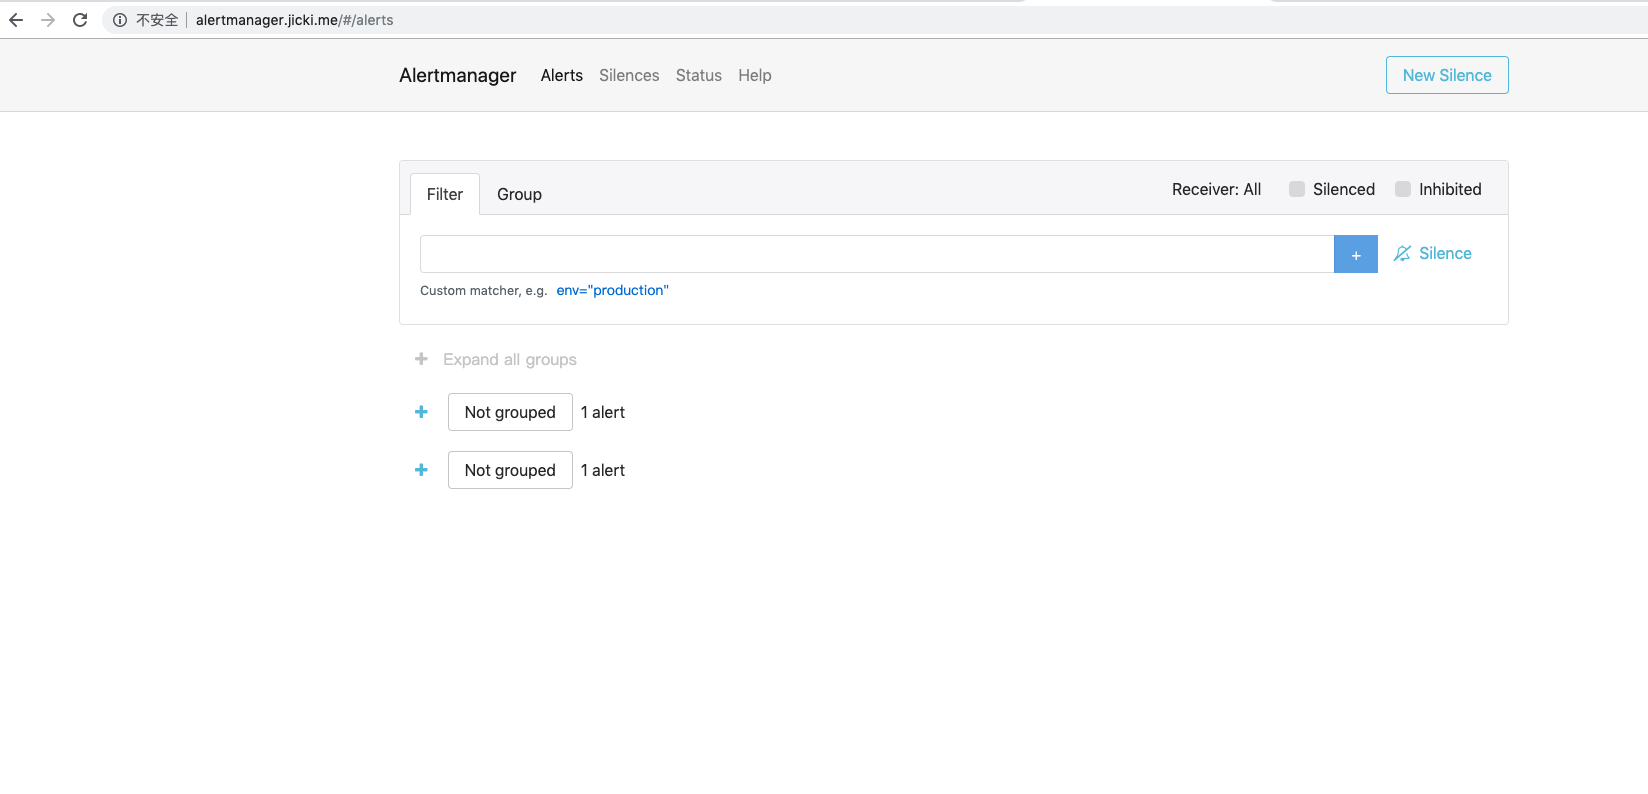 不安全 alertmanager.jicki.me/#/alerts
Alertmanager Alerts Silences Status Help New Silence
Filter Group Receiver: All Silenced Inhibited
+ Silence
Custom matcher, e.g. env="production"
+ Expand all groups
+ Not grouped 1 alert
+ Not grouped 1 alert